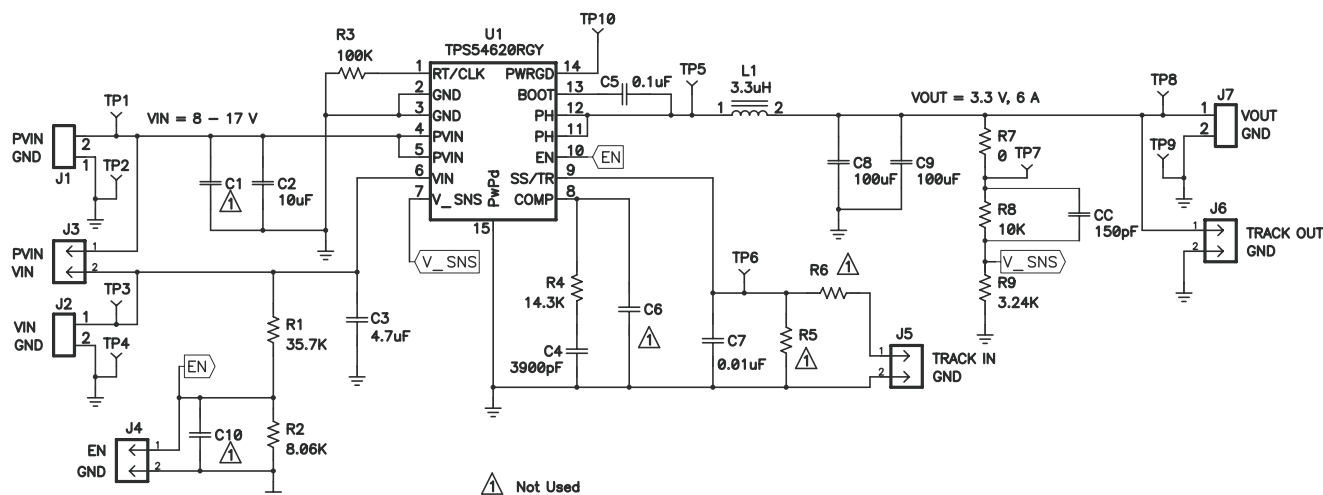 TP10
U1
TPS54620RGY
R3
100K
1 RT/CLK PWRGD 14
2 GND BOOT 13
3 GND PH 12
4 PVIN PH 11
5 PVIN EN 10 EN
6 VIN SS/TR 9
7 V_SNS COMP 8
PwPd
15
C5 0.1uF
TP5
L1
3.3uH
1 2
VOUT = 3.3 V, 6 A
TP8
J7
1 VOUT
2 GND
TP9
TP1
VIN = 8 – 17 V
PVIN 2
GND 1
J1
TP2
C1
1
C2
10uF
C8
100uF
C9
100uF
R7
0
TP7
R8
10K
CC
150pF
J6
1 TRACK OUT
2 GND
J3
PVIN 1
VIN 2
V_SNS
V_SNS
R9
3.24K
TP3
J2
VIN 1
GND 2
TP4
R1
35.7K
C3
4.7uF
R4
14.3K
C4
3900pF
C6
1
TP6
R6 1
C7
0.01uF
R5
1
J5
1 TRACK IN
2 GND
EN
J4
EN 1
GND 2
C10
1
R2
8.06K
1 Not Used